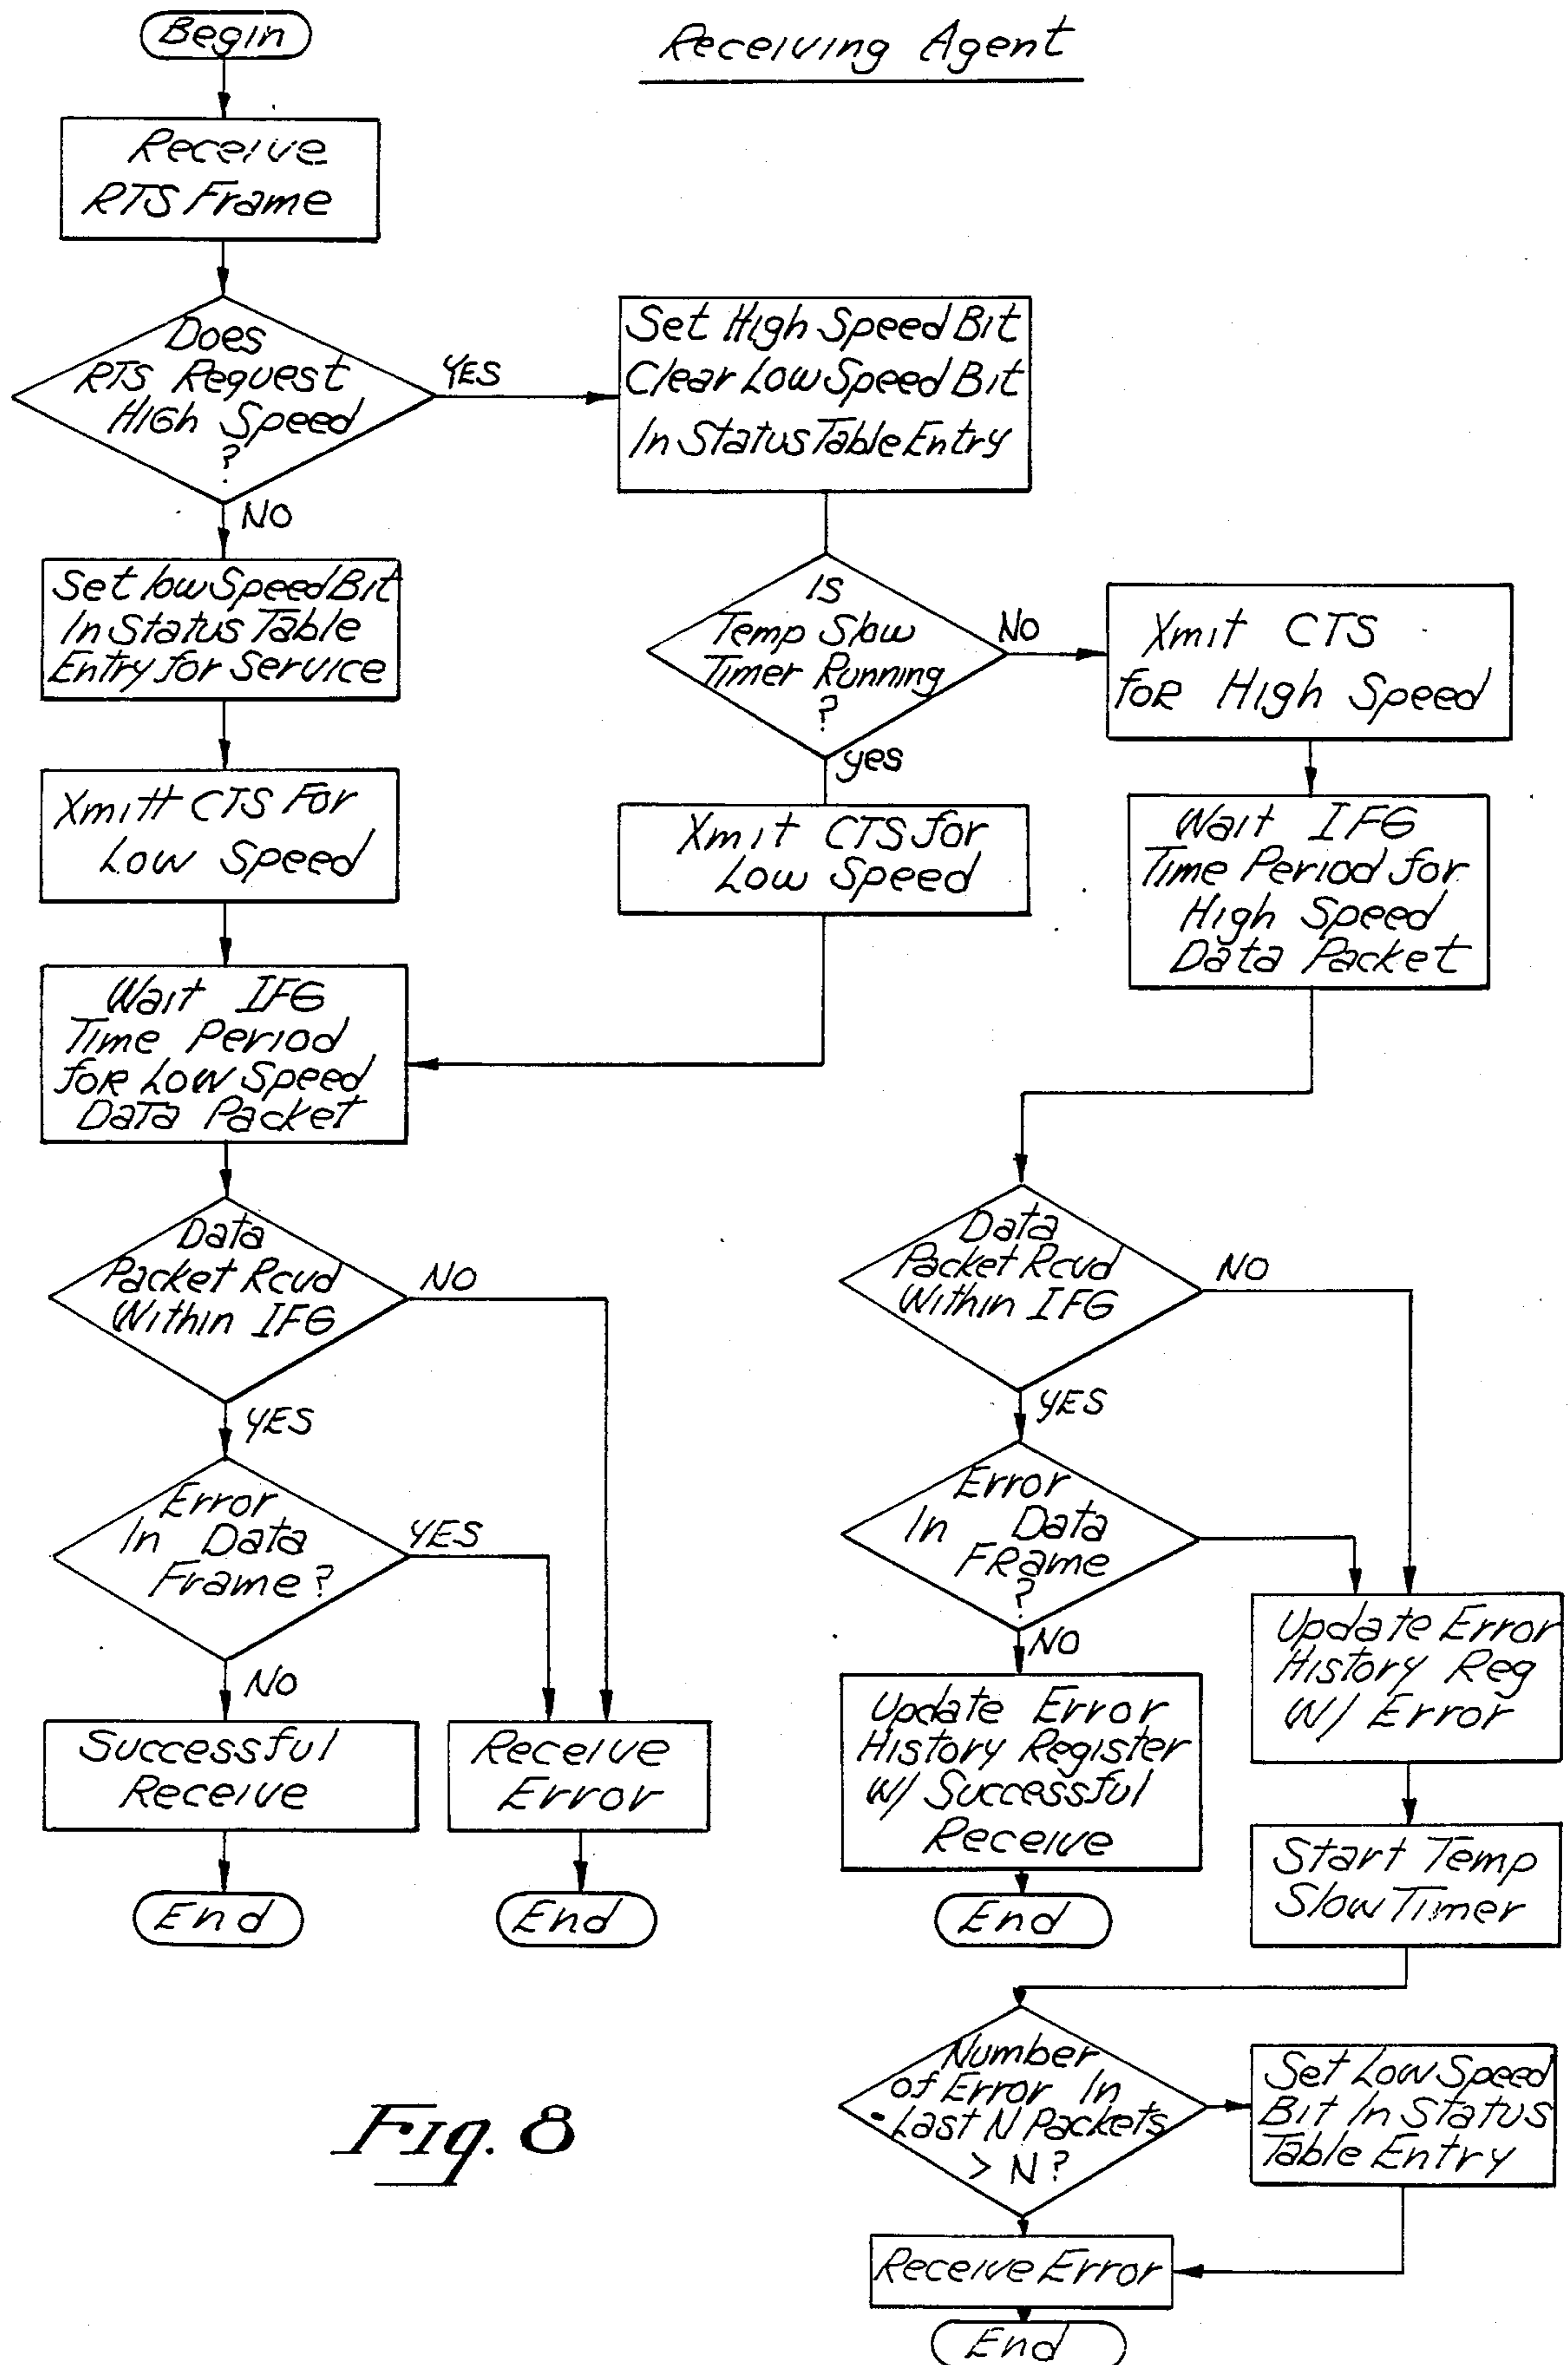 Begin
Receiving Agent
Receive
RTS Frame
Does
RTS Request
High Speed
?
YES
NO
Set High Speed Bit
Clear Low Speed Bit
In Status Table Entry
Set low Speed Bit
In Status Table
Entry for Service
Is
Temp Slow
Timer Running
?
NO
yes
Xmit CTS
for High Speed
Xmitt CTS For
Low Speed
Xmit CTS for
Low Speed
Wait IFG
Time Period for
High Speed
Data Packet
Wait IFG
Time Period
for Low Speed
Data Packet
Data
Packet Rcvd
Within IFG
NO
YES
Data
Packet Rcvd
Within IFG
NO
YES
Error
In Data
Frame?
YES
NO
Error
In Data
Frame
?
NO
Update Error
History Reg
W/ Error
Successful
Receive
Receive
Error
Update Error
History Register
W/ Successful
Receive
Start Temp
Slow Timer
End
End
End
Number
of Error In
Last N Packets
> N?
Set Low Speed
Bit In Status
Table Entry
Receive Error
End
Fig. 8